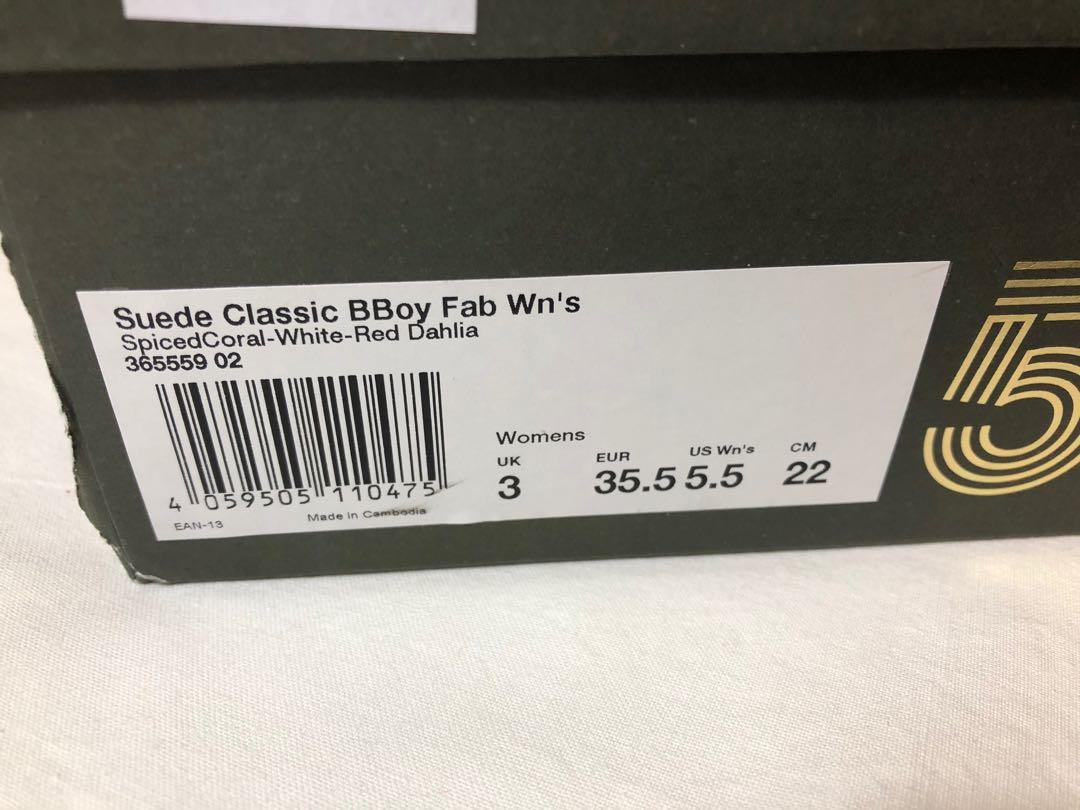 Suede Classic BBoy Fab Wn's
SpicedCoral-White-Red Dahlia
365559 02
4 059505 110475
EAN-13
Made in Cambodia
Womens
UK EUR US Wn's CM
3 35.5 5.5 22
5